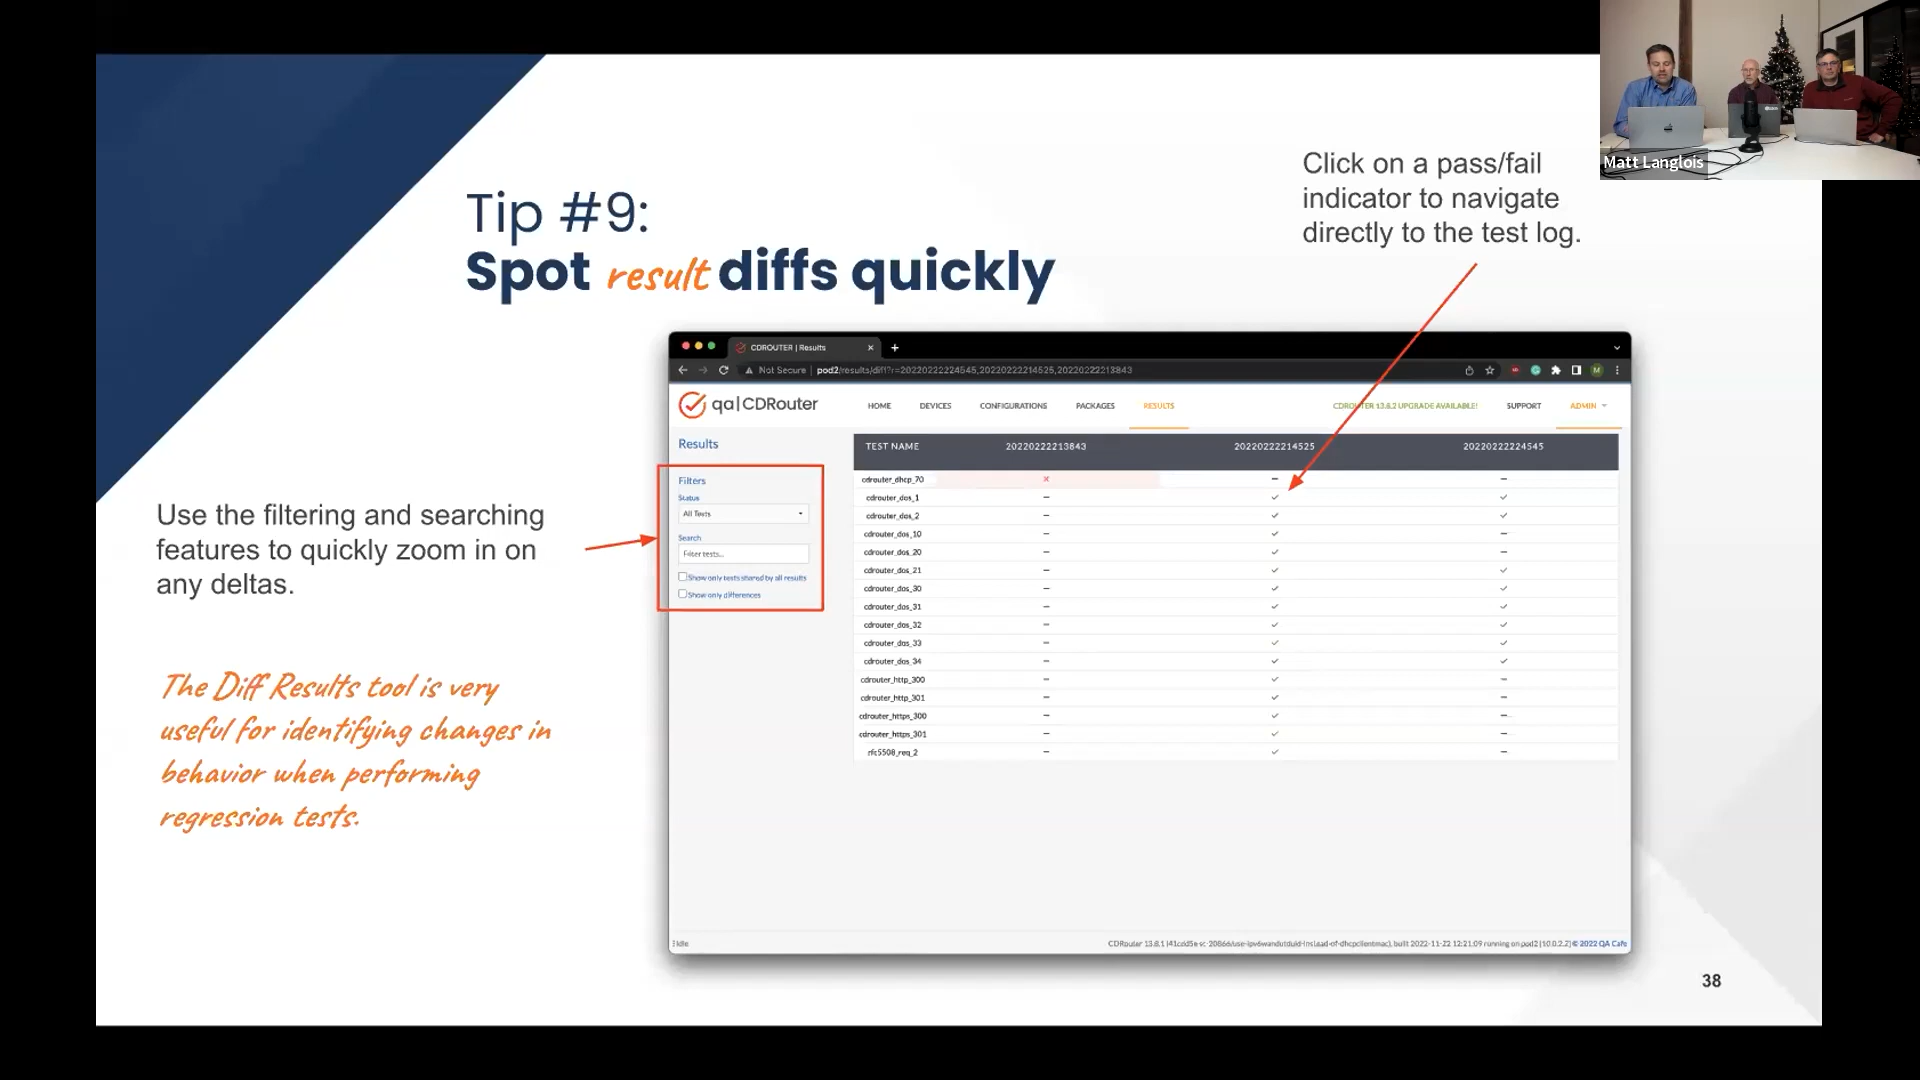 Matt Langlois
Click on a pass/fail
indicator to navigate
directly to the test log.
Tip #9:
Spot result diffs quickly
CDROUTER | Results
Not Secure | pod2/results/diff?r=20220222224545,20220222214525,20220222213843
qa|CDRouter
HOME DEVICES CONFIGURATIONS PACKAGES RESULTS CDROUTER 13.8.2 UPGRADE AVAILABLE! SUPPORT ADMIN
Results
Filters
Status
All Tests
Search
Filter tests...
Show only tests shared by all results
Show only differences
TEST NAME 20220222213843 20220222214525 20220222224545
cdrouter_dhcp_70 × – –
cdrouter_dos_1 – ✓ ✓
cdrouter_dos_2 – ✓ ✓
cdrouter_dos_10 – ✓ –
cdrouter_dos_20 – ✓ –
cdrouter_dos_21 – ✓ ✓
cdrouter_dos_30 – ✓ ✓
cdrouter_dos_31 – ✓ ✓
cdrouter_dos_32 – ✓ ✓
cdrouter_dos_33 – ✓ ✓
cdrouter_dos_34 – ✓ ✓
cdrouter_http_300 – ✓ –
cdrouter_http_301 – ✓ –
cdrouter_https_300 – ✓ –
cdrouter_https_301 – ✓ –
rfc5508_req_2 – ✓ –
Use the filtering and searching
features to quickly zoom in on
any deltas.
The Diff Results tool is very
useful for identifying changes in
behavior when performing
regression tests.
Idle
CDRouter 13.8.1 built 2022-11-22 12:21:09 running on pod2 (10.0.2.2) © 2022 QA Cafe
38